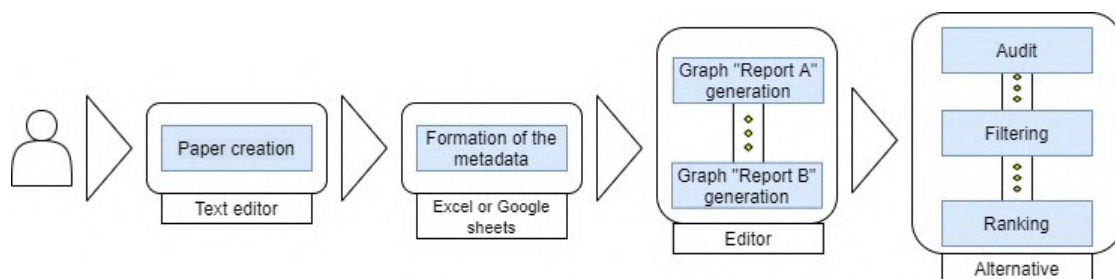 Paper creation
Text editor
Formation of the
metadata
Excel or Google
sheets
Graph "Report A"
generation
Graph "Report B"
generation
Editor
Audit
Filtering
Ranking
Alternative